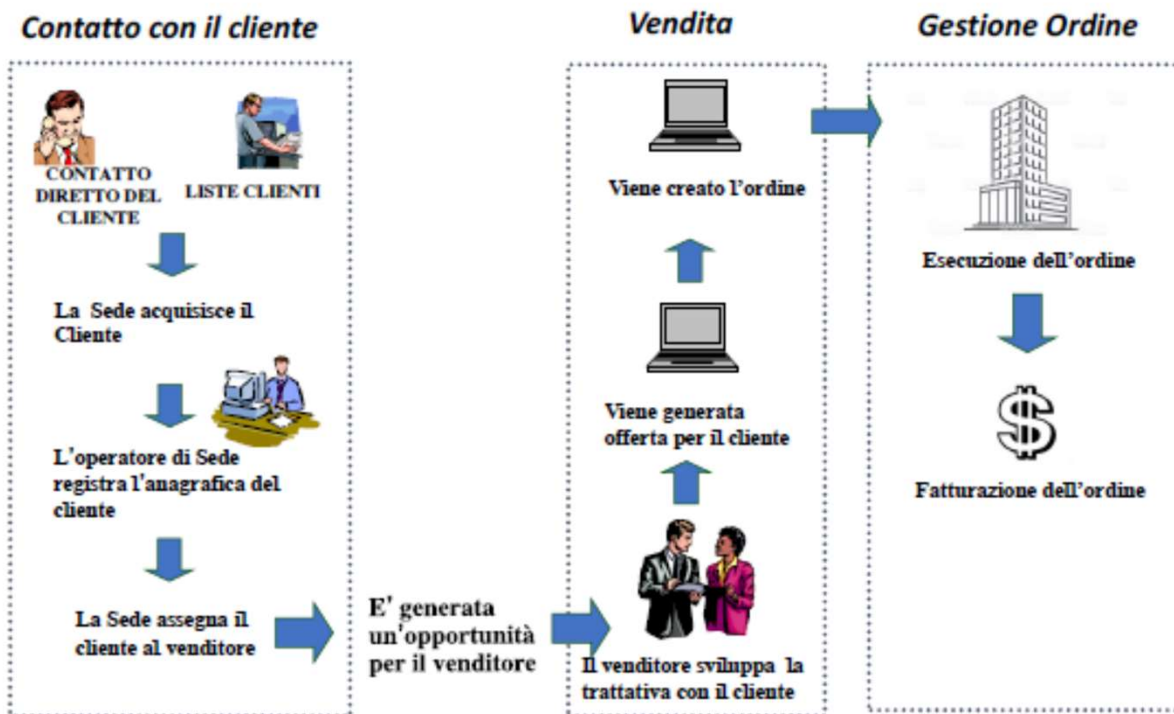 Contatto con il cliente
CONTATTO
DIRETTO DEL
CLIENTE
LISTE CLIENTI
La Sede acquisisce il
Cliente
L'operatore di Sede
registra l'anagrafica del
cliente
La Sede assegna il
cliente al venditore
E' generata
un'opportunità
per il venditore
Vendita
Viene creato l'ordine
Viene generata
offerta per il cliente
Il venditore sviluppa la
trattativa con il cliente
Gestione Ordine
Esecuzione dell'ordine
$
Fatturazione dell'ordine